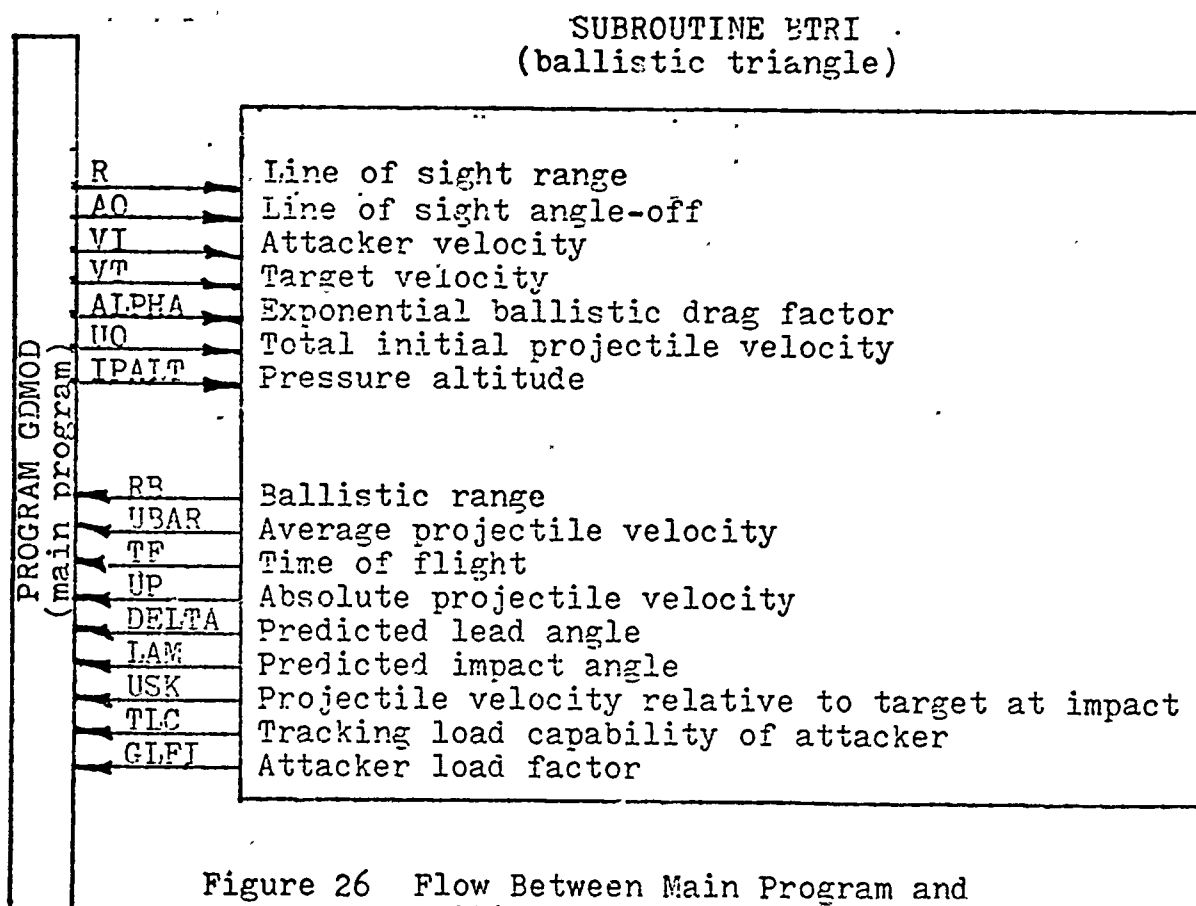 SUBROUTINE BTRI
(ballistic triangle)
PROGRAM GDMOD
(main program)
R Line of sight range
AO Line of sight angle-off
VI Attacker velocity
VT Target velocity
ALPHA Exponential ballistic drag factor
UO Total initial projectile velocity
IPALT Pressure altitude
RB Ballistic range
UBAR Average projectile velocity
TF Time of flight
UP Absolute projectile velocity
DELTA Predicted lead angle
LAM Predicted impact angle
USK Projectile velocity relative to target at impact
TLC Tracking load capability of attacker
GLFI Attacker load factor
Figure 26 Flow Between Main Program and